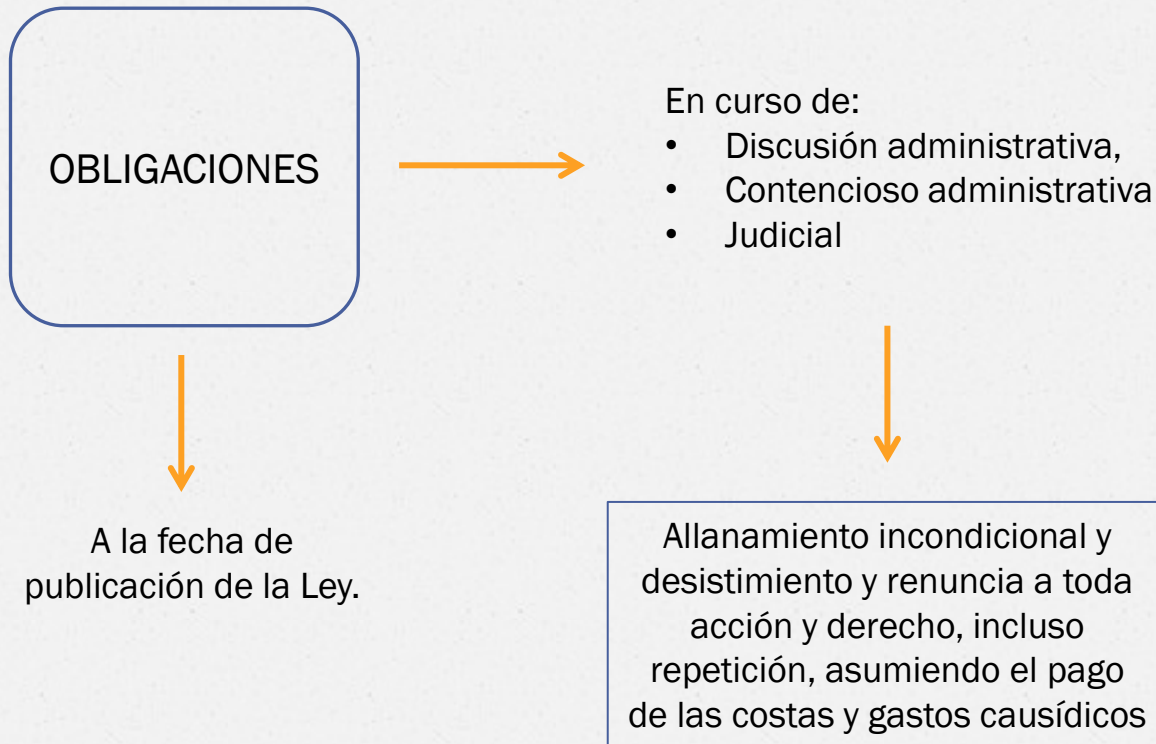 OBLIGACIONES
En curso de:
• Discusión administrativa,
• Contencioso administrativa
• Judicial
A la fecha de
publicación de la Ley.
Allanamiento incondicional y
desistimiento y renuncia a toda
acción y derecho, incluso
repetición, asumiendo el pago
de las costas y gastos causídicos